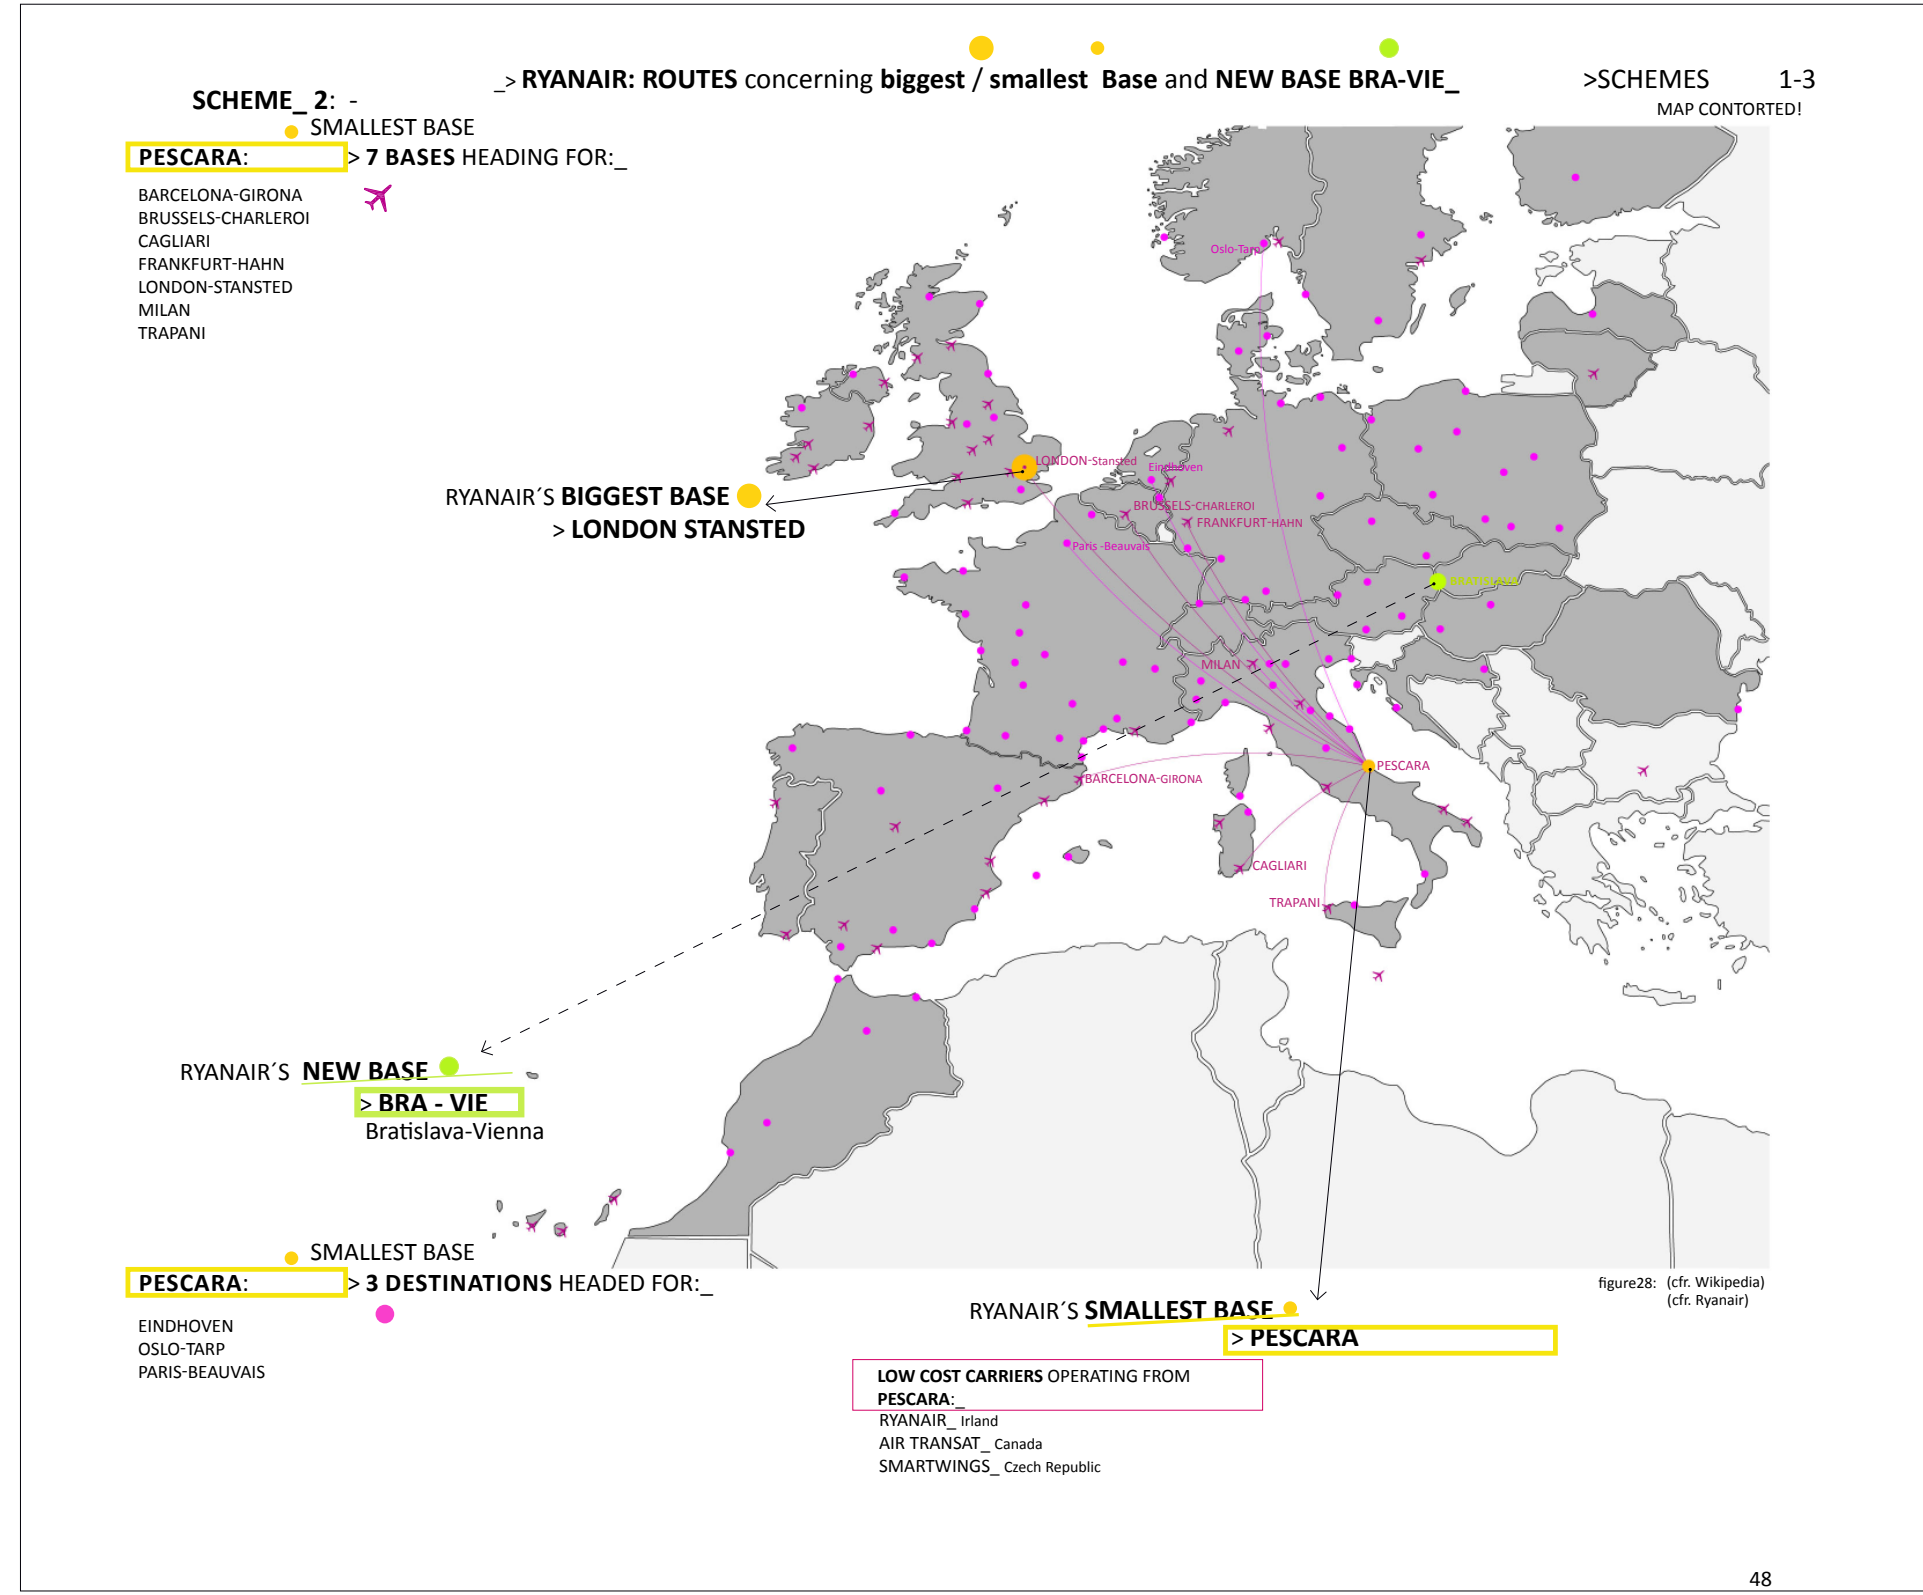 _> RYANAIR: ROUTES concerning biggest / smallest Base and NEW BASE BRA-VIE_
>SCHEMES 1-3
MAP CONTORTED!
SCHEME_ 2: -
SMALLEST BASE
PESCARA: > 7 BASES HEADING FOR:_
BARCELONA-GIRONA
BRUSSELS-CHARLEROI
CAGLIARI
FRANKFURT-HAHN
LONDON-STANSTED
MILAN
TRAPANI
Oslo-Tarp
LONDON-Stansted
Eindhoven
BRUSSELS-CHARLEROI
FRANKFURT-HAHN
Paris -Beauvais
BRATISLAVA
MILAN
PESCARA
BARCELONA-GIRONA
CAGLIARI
TRAPANI
RYANAIR´S BIGGEST BASE
> LONDON STANSTED
RYANAIR´S NEW BASE
> BRA - VIE
Bratislava-Vienna
SMALLEST BASE
PESCARA: > 3 DESTINATIONS HEADED FOR:_
EINDHOVEN
OSLO-TARP
PARIS-BEAUVAIS
figure28: (cfr. Wikipedia)
(cfr. Ryanair)
RYANAIR´S SMALLEST BASE
> PESCARA
LOW COST CARRIERS OPERATING FROM
PESCARA:_
RYANAIR_ Irland
AIR TRANSAT_ Canada
SMARTWINGS_ Czech Republic
48